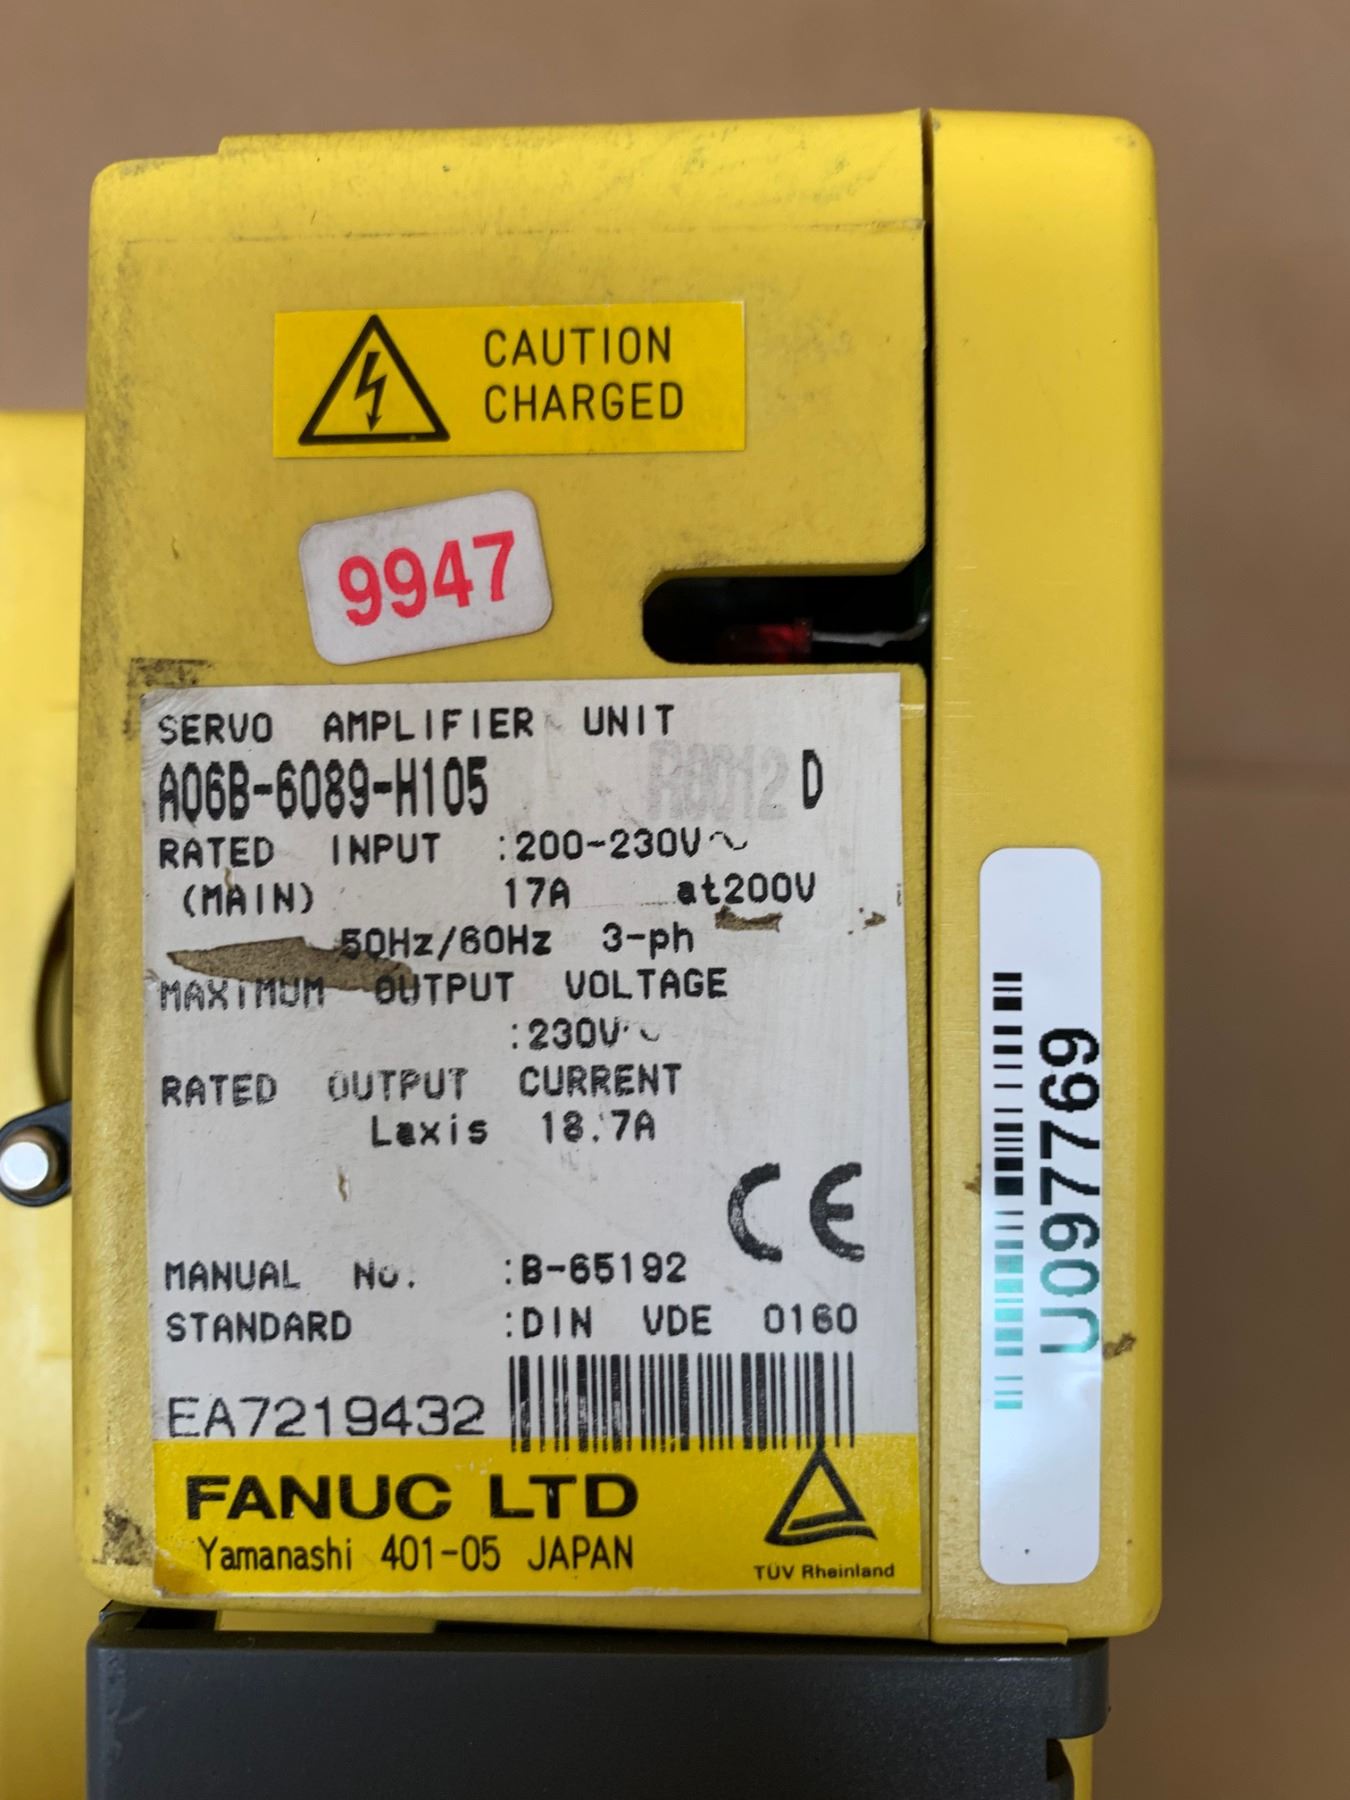 CAUTION
CHARGED
9947
SERVO AMPLIFIER UNIT
A06B-6089-H105 D
RATED INPUT :200-230V~
(MAIN) 17A at200V
50Hz/60Hz 3-ph
MAXIMUM OUTPUT VOLTAGE
:230V~
RATED OUTPUT CURRENT
Laxis 18.7A
CE
MANUAL No. :B-65192
STANDARD :DIN VDE 0160
EA7219432
FANUC LTD
Yamanashi 401-05 JAPAN
TÜV Rheinland
U097769